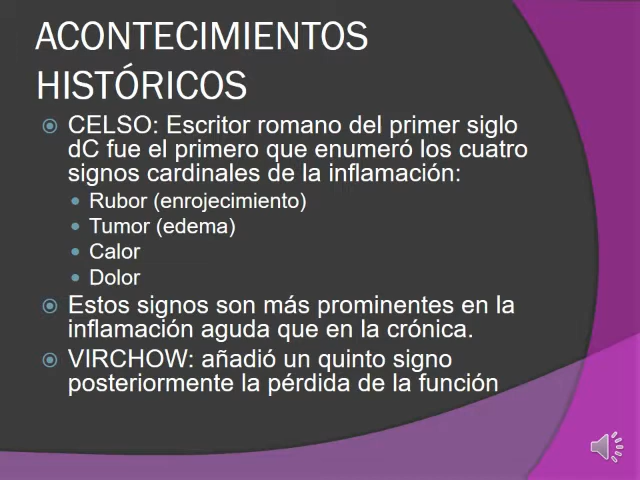 ACONTECIMIENTOS
HISTÓRICOS
CELSO: Escritor romano del primer siglo
dC fue el primero que enumeró los cuatro
signos cardinales de la inflamación:
Rubor (enrojecimiento)
Tumor (edema)
Calor
Dolor
Estos signos son más prominentes en la
inflamación aguda que en la crónica.
VIRCHOW: añadió un quinto signo
posteriormente la pérdida de la función